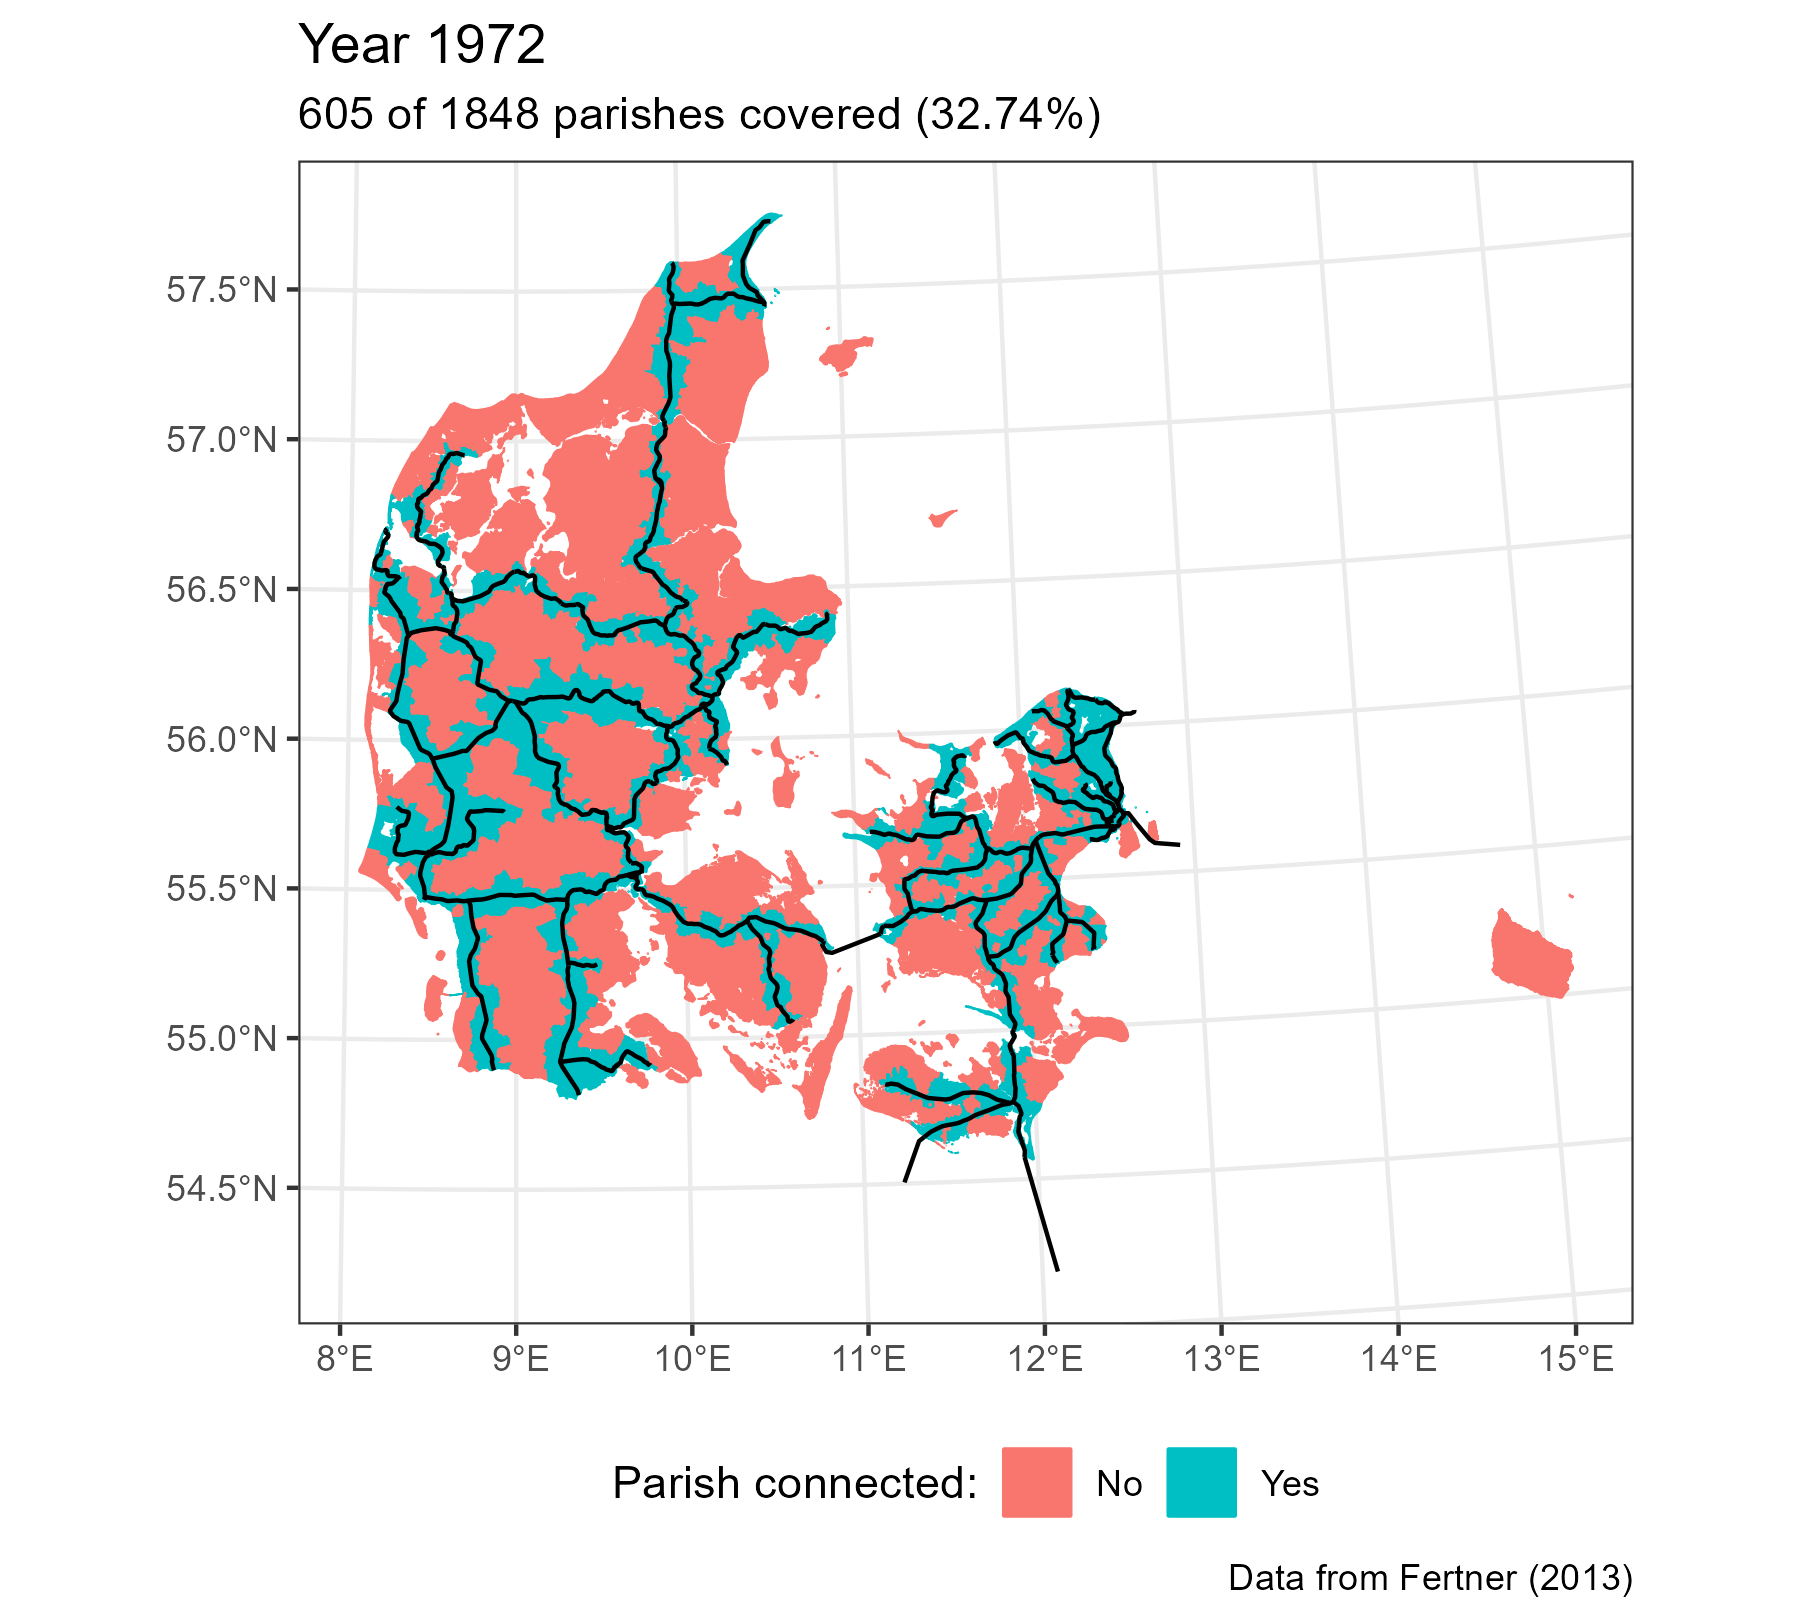 Year 1972
605 of 1848 parishes covered (32.74%)
57.5°N
57.0°N
56.5°N
56.0°N
55.5°N
55.0°N
54.5°N
8°E 9°E 10°E 11°E 12°E 13°E 14°E 15°E
Parish connected: No Yes
Data from Fertner (2013)